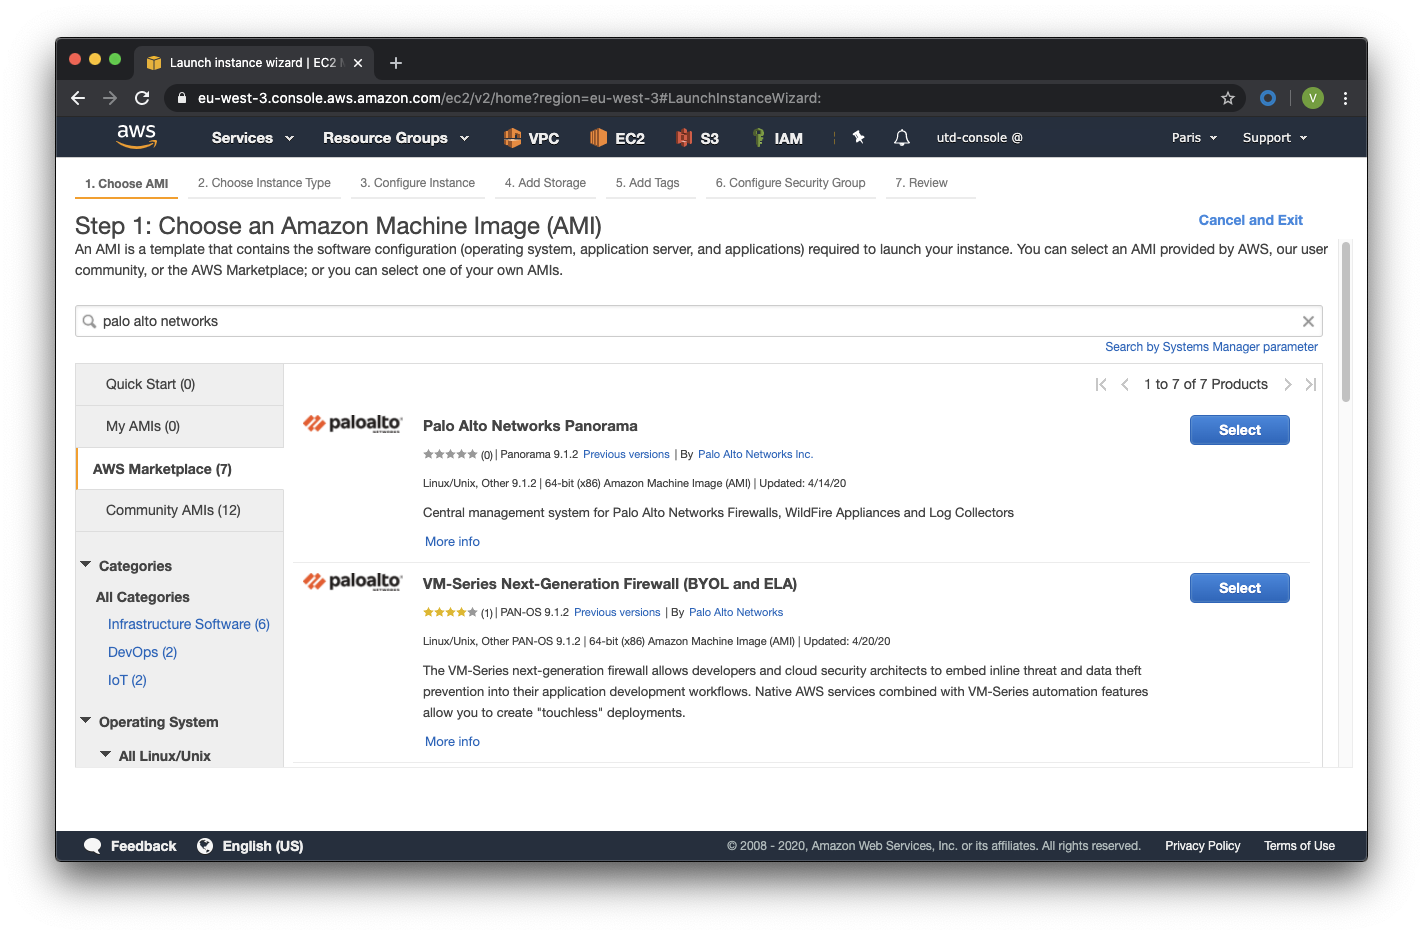 Launch instance wizard | EC2 M
eu-west-3.console.aws.amazon.com/ec2/v2/home?region=eu-west-3#LaunchInstanceWizard:
V
aws
Services
Resource Groups
VPC
EC2
S3
IAM
utd-console @
Paris
Support
1. Choose AMI
2. Choose Instance Type
3. Configure Instance
4. Add Storage
5. Add Tags
6. Configure Security Group
7. Review
Step 1: Choose an Amazon Machine Image (AMI)
Cancel and Exit
An AMI is a template that contains the software configuration (operating system, application server, and applications) required to launch your instance. You can select an AMI provided by AWS, our user
community, or the AWS Marketplace; or you can select one of your own AMIs.
palo alto networks
Search by Systems Manager parameter
Quick Start (0)
My AMIs (0)
AWS Marketplace (7)
Community AMIs (12)
Categories
All Categories
Infrastructure Software (6)
DevOps (2)
IoT (2)
Operating System
All Linux/Unix
1 to 7 of 7 Products
paloalto
NETWORKS
Palo Alto Networks Panorama
Select
(0) | Panorama 9.1.2 Previous versions | By Palo Alto Networks Inc.
Linux/Unix, Other 9.1.2 | 64-bit (x86) Amazon Machine Image (AMI) | Updated: 4/14/20
Central management system for Palo Alto Networks Firewalls, WildFire Appliances and Log Collectors
More info
paloalto
NETWORKS
VM-Series Next-Generation Firewall (BYOL and ELA)
Select
(1) | PAN-OS 9.1.2 Previous versions | By Palo Alto Networks
Linux/Unix, Other PAN-OS 9.1.2 | 64-bit (x86) Amazon Machine Image (AMI) | Updated: 4/20/20
The VM-Series next-generation firewall allows developers and cloud security architects to embed inline threat and data theft
prevention into their application development workflows. Native AWS services combined with VM-Series automation features
allow you to create "touchless" deployments.
More info
Feedback
English (US)
© 2008 - 2020, Amazon Web Services, Inc. or its affiliates. All rights reserved.
Privacy Policy
Terms of Use